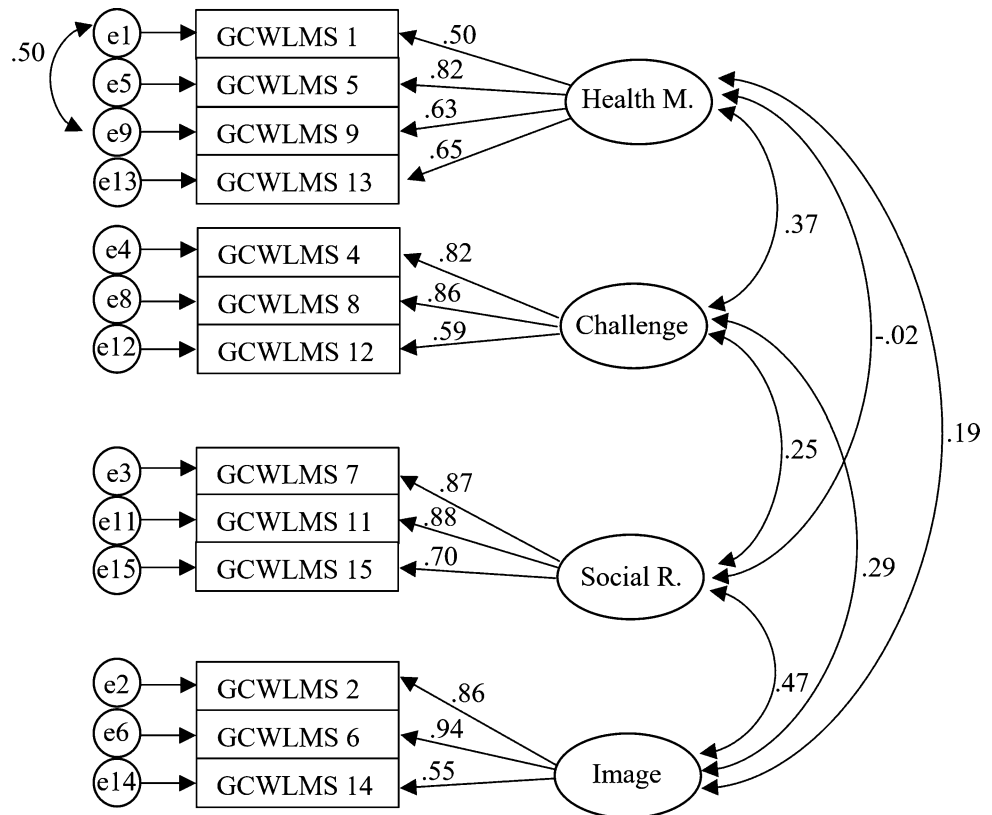 e1 GCWLMS 1 .50
.50
e5 GCWLMS 5 .82
Health M.
e9 GCWLMS 9 .63
e13 GCWLMS 13 .65
.37
e4 GCWLMS 4 .82
e8 GCWLMS 8 .86
Challenge
e12 GCWLMS 12 .59
-.02
.19
.25
e3 GCWLMS 7 .87
e11 GCWLMS 11 .88
e15 GCWLMS 15 .70
Social R.
.29
e2 GCWLMS 2 .86
.47
e6 GCWLMS 6 .94
e14 GCWLMS 14 .55
Image